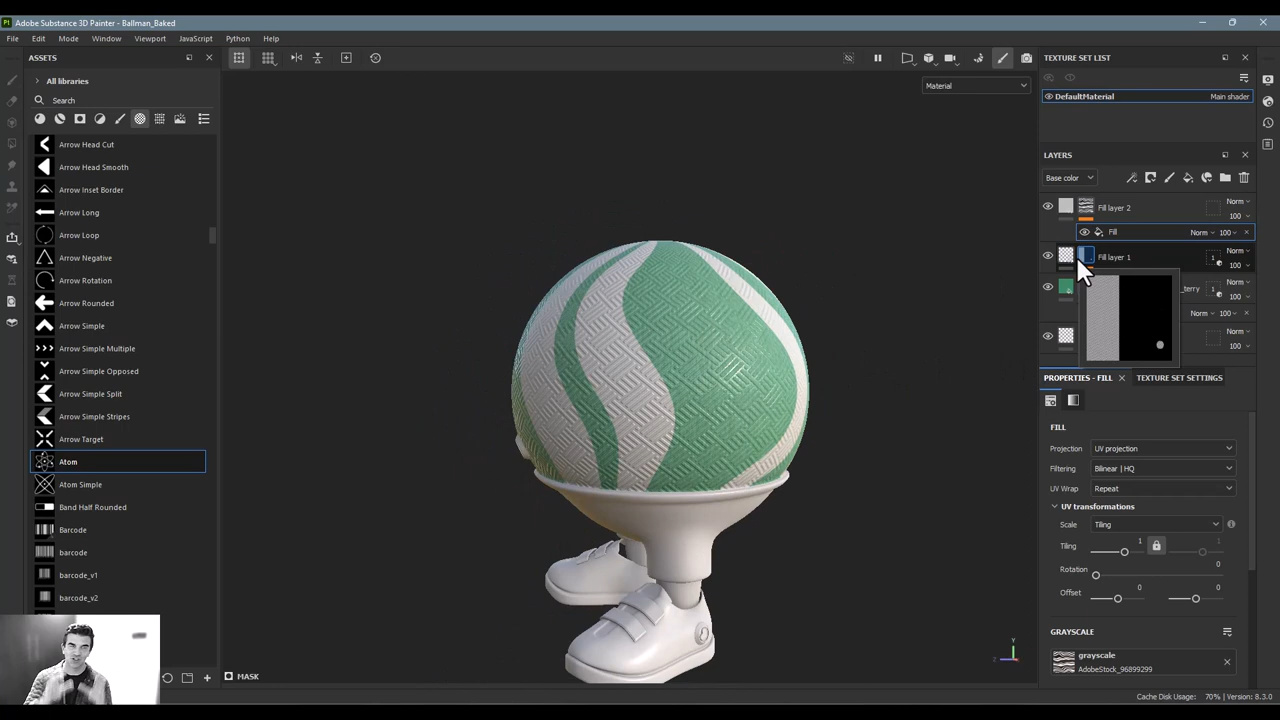 Pt Adobe Substance 3D Painter - Ballman_Baked
File Edit Mode Window Viewport JavaScript Python Help
ASSETS
All libraries
Search
Arrow Head Cut
Arrow Head Smooth
Arrow Inset Border
Arrow Long
Arrow Loop
Arrow Negative
Arrow Rotation
Arrow Rounded
Arrow Simple
Arrow Simple Multiple
Arrow Simple Opposed
Arrow Simple Split
Arrow Simple Stripes
Arrow Target
Atom
Atom Simple
Band Half Rounded
Barcode
barcode
barcode_v1
barcode_v2
Material
Y
Z
MASK
TEXTURE SET LIST
DefaultMaterial Main shader
LAYERS
Base color
Fill layer 2 Norm
100
Fill Norm 100
Fill layer 1 1 Norm
100
_terry 1 Norm
100
Norm 100
Norm
100
PROPERTIES - FILL TEXTURE SET SETTINGS
FILL
Projection UV projection
Filtering Bilinear | HQ
UV Wrap Repeat
UV transformations
Scale Tiling
Tiling 1 1
Rotation 0
Offset 0 0
GRAYSCALE
grayscale
AdobeStock_96899299
Cache Disk Usage: 70% | Version: 8.3.0